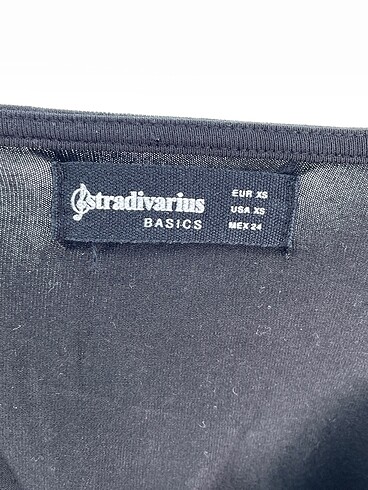 stradivarius
BASICS
EUR XS
USA XS
MEX 24